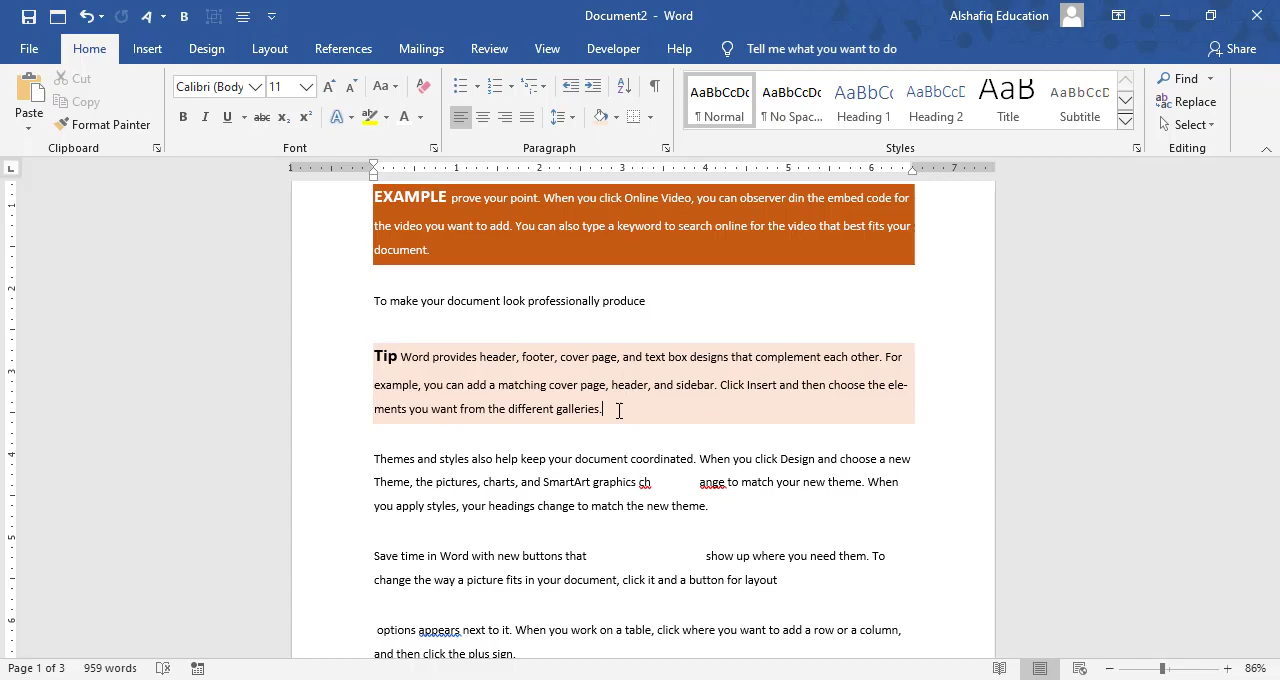 Document2 - Word
Alshafiq Education
File Home Insert Design Layout References Mailings Review View Developer Help Tell me what you want to do Share
Paste
Cut
Copy
Format Painter
Clipboard
Calibri (Body 11
Font
Paragraph
AaBbCcDc AaBbCcDc AaBbCc AaBbCcD AaB AaBbCcD
¶ Normal ¶ No Spac... Heading 1 Heading 2 Title Subtitle
Styles
Find
Replace
Select
Editing
1 1 2 3 4 5 6 7
EXAMPLE prove your point. When you click Online Video, you can observer din the embed code for
the video you want to add. You can also type a keyword to search online for the video that best fits your
document.
To make your document look professionally produce
Tip Word provides header, footer, cover page, and text box designs that complement each other. For
example, you can add a matching cover page, header, and sidebar. Click Insert and then choose the ele-
ments you want from the different galleries.
Themes and styles also help keep your document coordinated. When you click Design and choose a new
Theme, the pictures, charts, and SmartArt graphics ch ange to match your new theme. When
you apply styles, your headings change to match the new theme.
Save time in Word with new buttons that show up where you need them. To
change the way a picture fits in your document, click it and a button for layout
options appears next to it. When you work on a table, click where you want to add a row or a column,
and then click the plus sign.
Page 1 of 3 959 words 86%